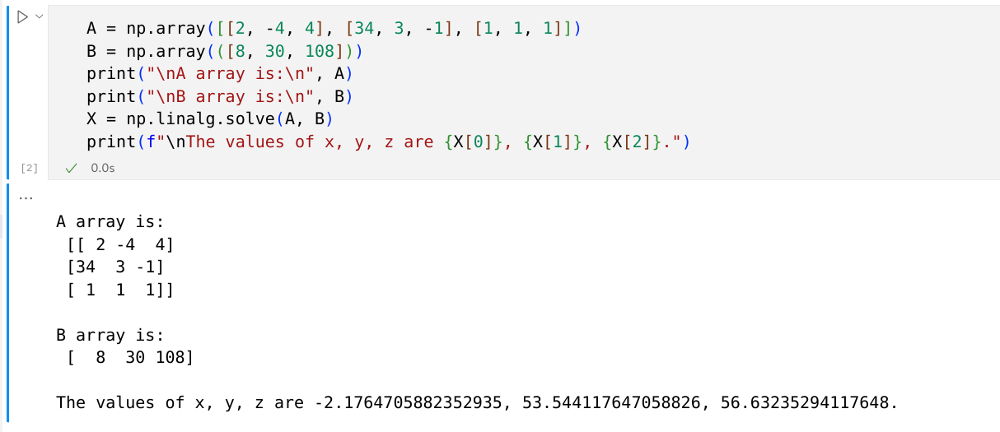 A = np.array([[2, -4, 4], [34, 3, -1], [1, 1, 1]])
B = np.array(([8, 30, 108]))
print("\nA array is:\n", A)
print("\nB array is:\n", B)
X = np.linalg.solve(A, B)
print(f"\nThe values of x, y, z are {X[0]}, {X[1]}, {X[2]}.")
[2] 0.0s
...
A array is:
[[ 2 -4  4]
[34  3 -1]
[ 1  1  1]]
B array is:
[  8  30 108]
The values of x, y, z are -2.1764705882352935, 53.544117647058826, 56.63235294117648.